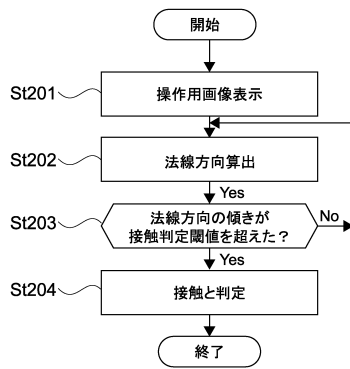 開始
St201
操作用画像表示
St202
法線方向算出
Yes
St203
法線方向の傾きが
接触判定閾値を超えた？
No
Yes
St204
接触と判定
終了